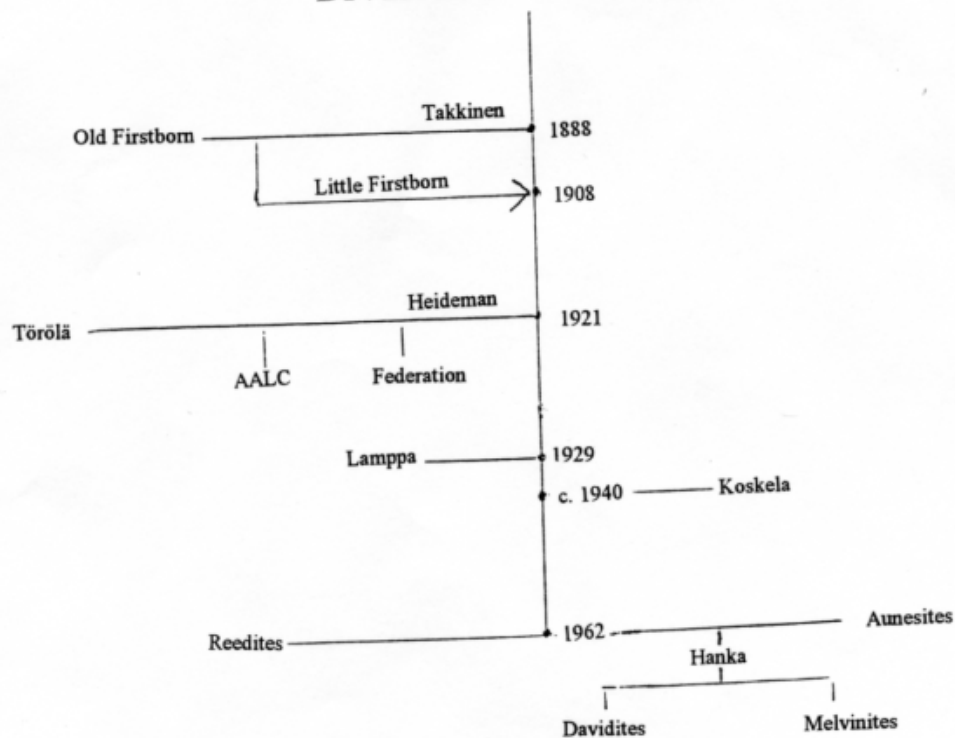 Takkinen
Old Firstborn 1888
Little Firstborn 1908
Heideman
Törölä 1921
AALC Federation
Lamppa 1929
c. 1940 Koskela
Reedites 1962 Aunesites
Hanka
Davidites Melvinites